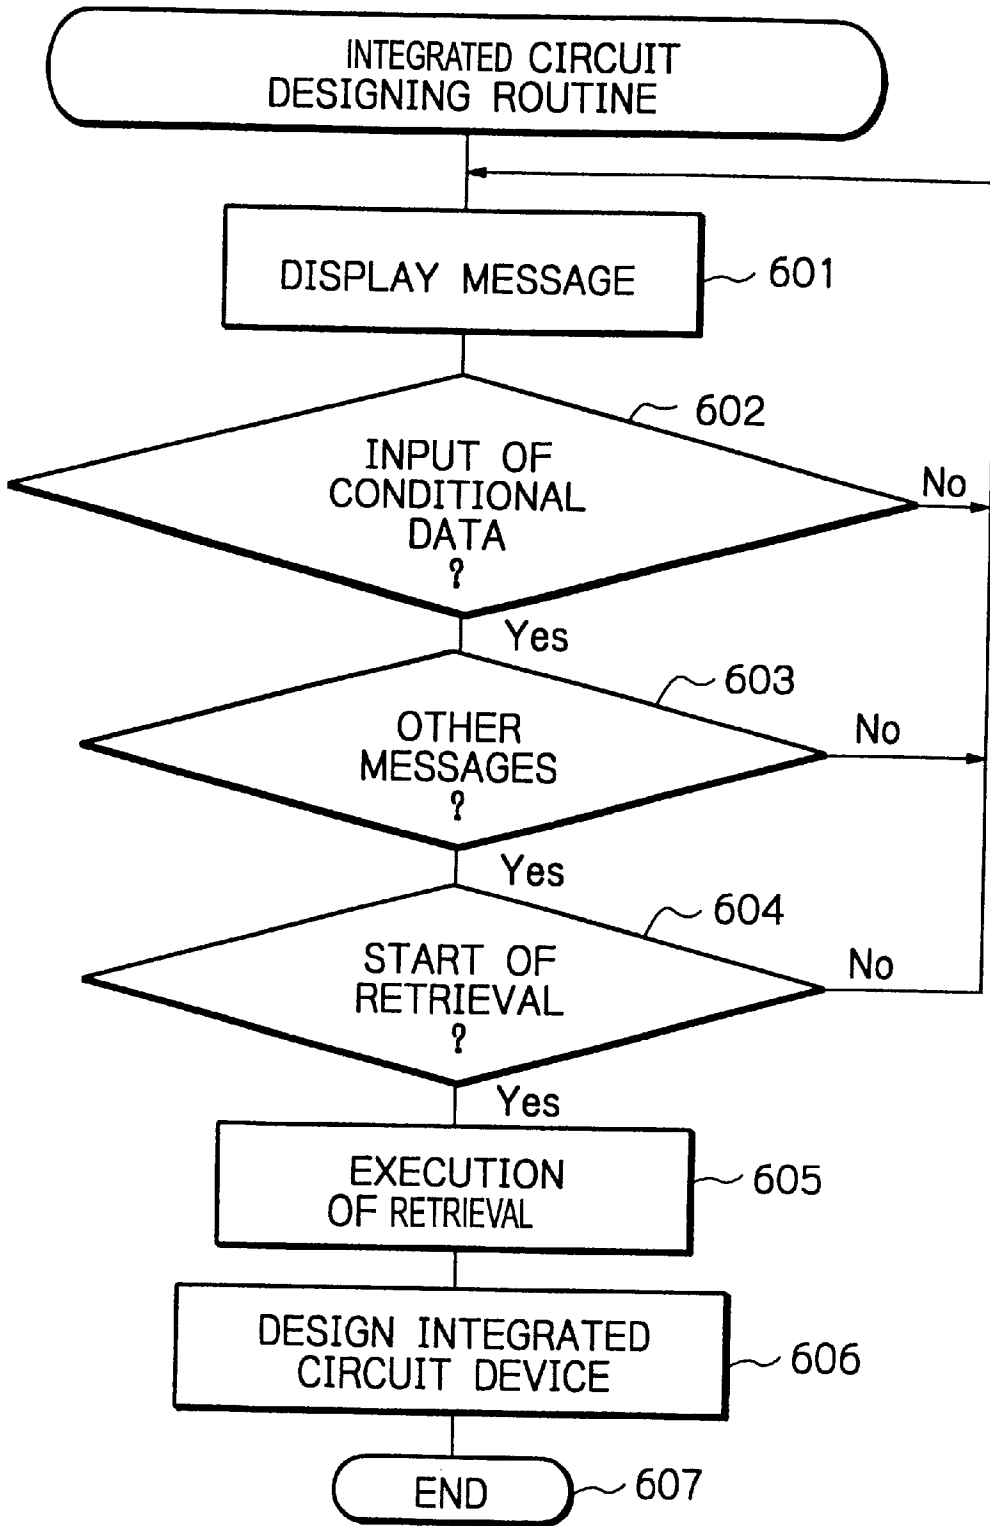 INTEGRATED CIRCUIT
DESIGNING ROUTINE
DISPLAY MESSAGE
601
602
INPUT OF
CONDITIONAL
DATA
?
No
Yes
603
OTHER
MESSAGES
?
No
Yes
604
START OF
RETRIEVAL
?
No
Yes
EXECUTION
OF RETRIEVAL
605
DESIGN INTEGRATED
CIRCUIT DEVICE
606
END
607